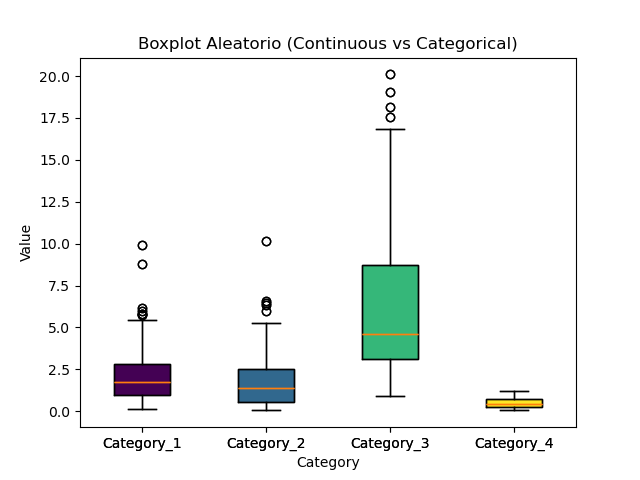 Boxplot Aleatorio (Continuous vs Categorical)
20.0
17.5
15.0
12.5
10.0
7.5
5.0
2.5
0.0
Value
Category_1 Category_2 Category_3 Category_4
Category